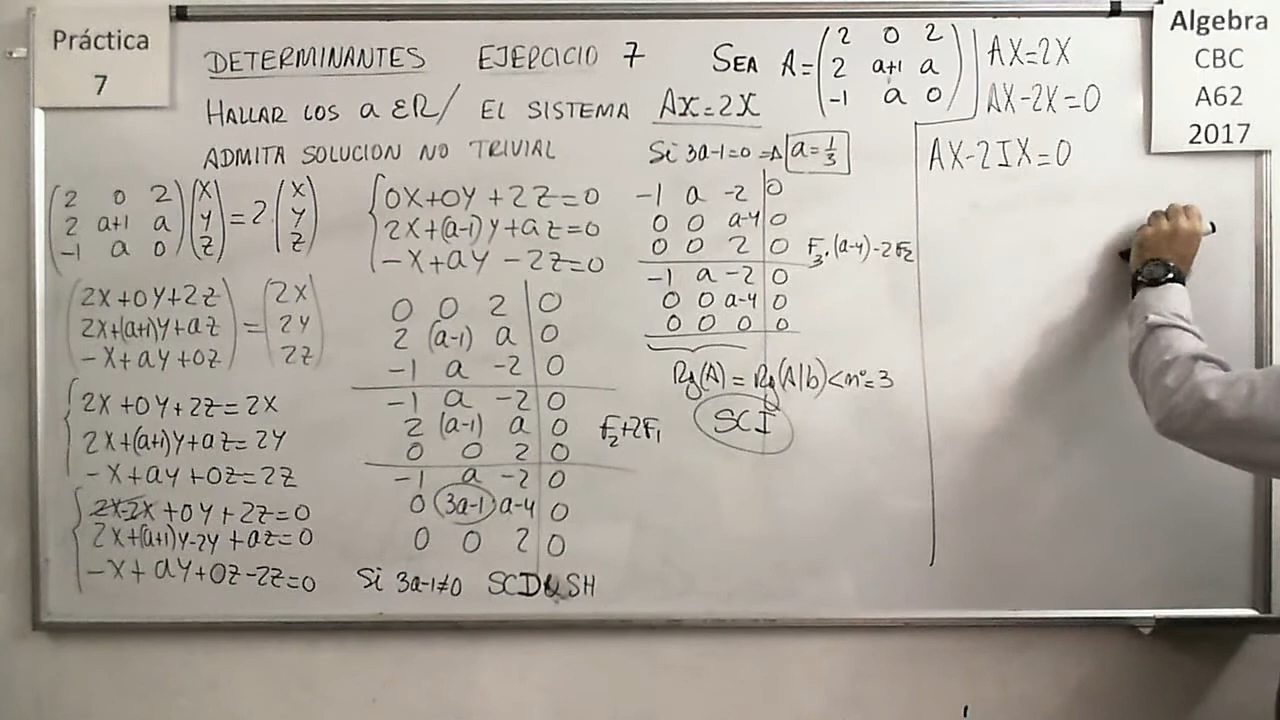 Práctica
7
DETERMINANTES EJERCICIO 7 SEA A = ( 2 0 2
2 a+1 a
-1 a 0 )
HALLAR LOS a ER/ EL SISTEMA AX=2X
ADMITA SOLUCION NO TRIVIAL
( 2 0 2 ) (x) = 2. (x)
( 2 a+1 a ) (y) (y)
( -1 a 0 ) (z) (z)
( 2X+0Y+2Z ) = ( 2X )
( 2X+(a+1)Y+aZ ) ( 2Y )
( -X+aY+0Z ) ( 2Z )
{ 2X+0Y+2Z=2X
2X+(a+1)Y+aZ=2Y
-X+aY+0Z=2Z
{ 2X-2X+0Y+2Z=0
2X+(a+1)Y-2Y+aZ=0
-X+aY+0Z-2Z=0
{ 0X+0Y+2Z=0
2X+(a-1)Y+aZ=0
-X+aY-2Z=0
0 0 2 | 0
2 (a-1) a | 0
-1 a -2 | 0
-1 a -2 | 0
2 (a-1) a | 0 F2+2F1
0 0 2 | 0
-1 a -2 | 0
0 (3a-1) a-4 | 0
0 0 2 | 0
Si 3a-1≠0 SCD SH
Si 3a-1=0 ⇒ a=1/3
-1 a -2 | 0
0 0 a-4 | 0
0 0 2 | 0 F3.(a-4)-2F2
-1 a -2 | 0
0 0 a-4 | 0
0 0 0 | 0
Rg(A) = Rg(A|b) < nº=3
SCI
AX=2X
AX-2X=0
AX-2IX=0
Algebra
CBC
A62
2017